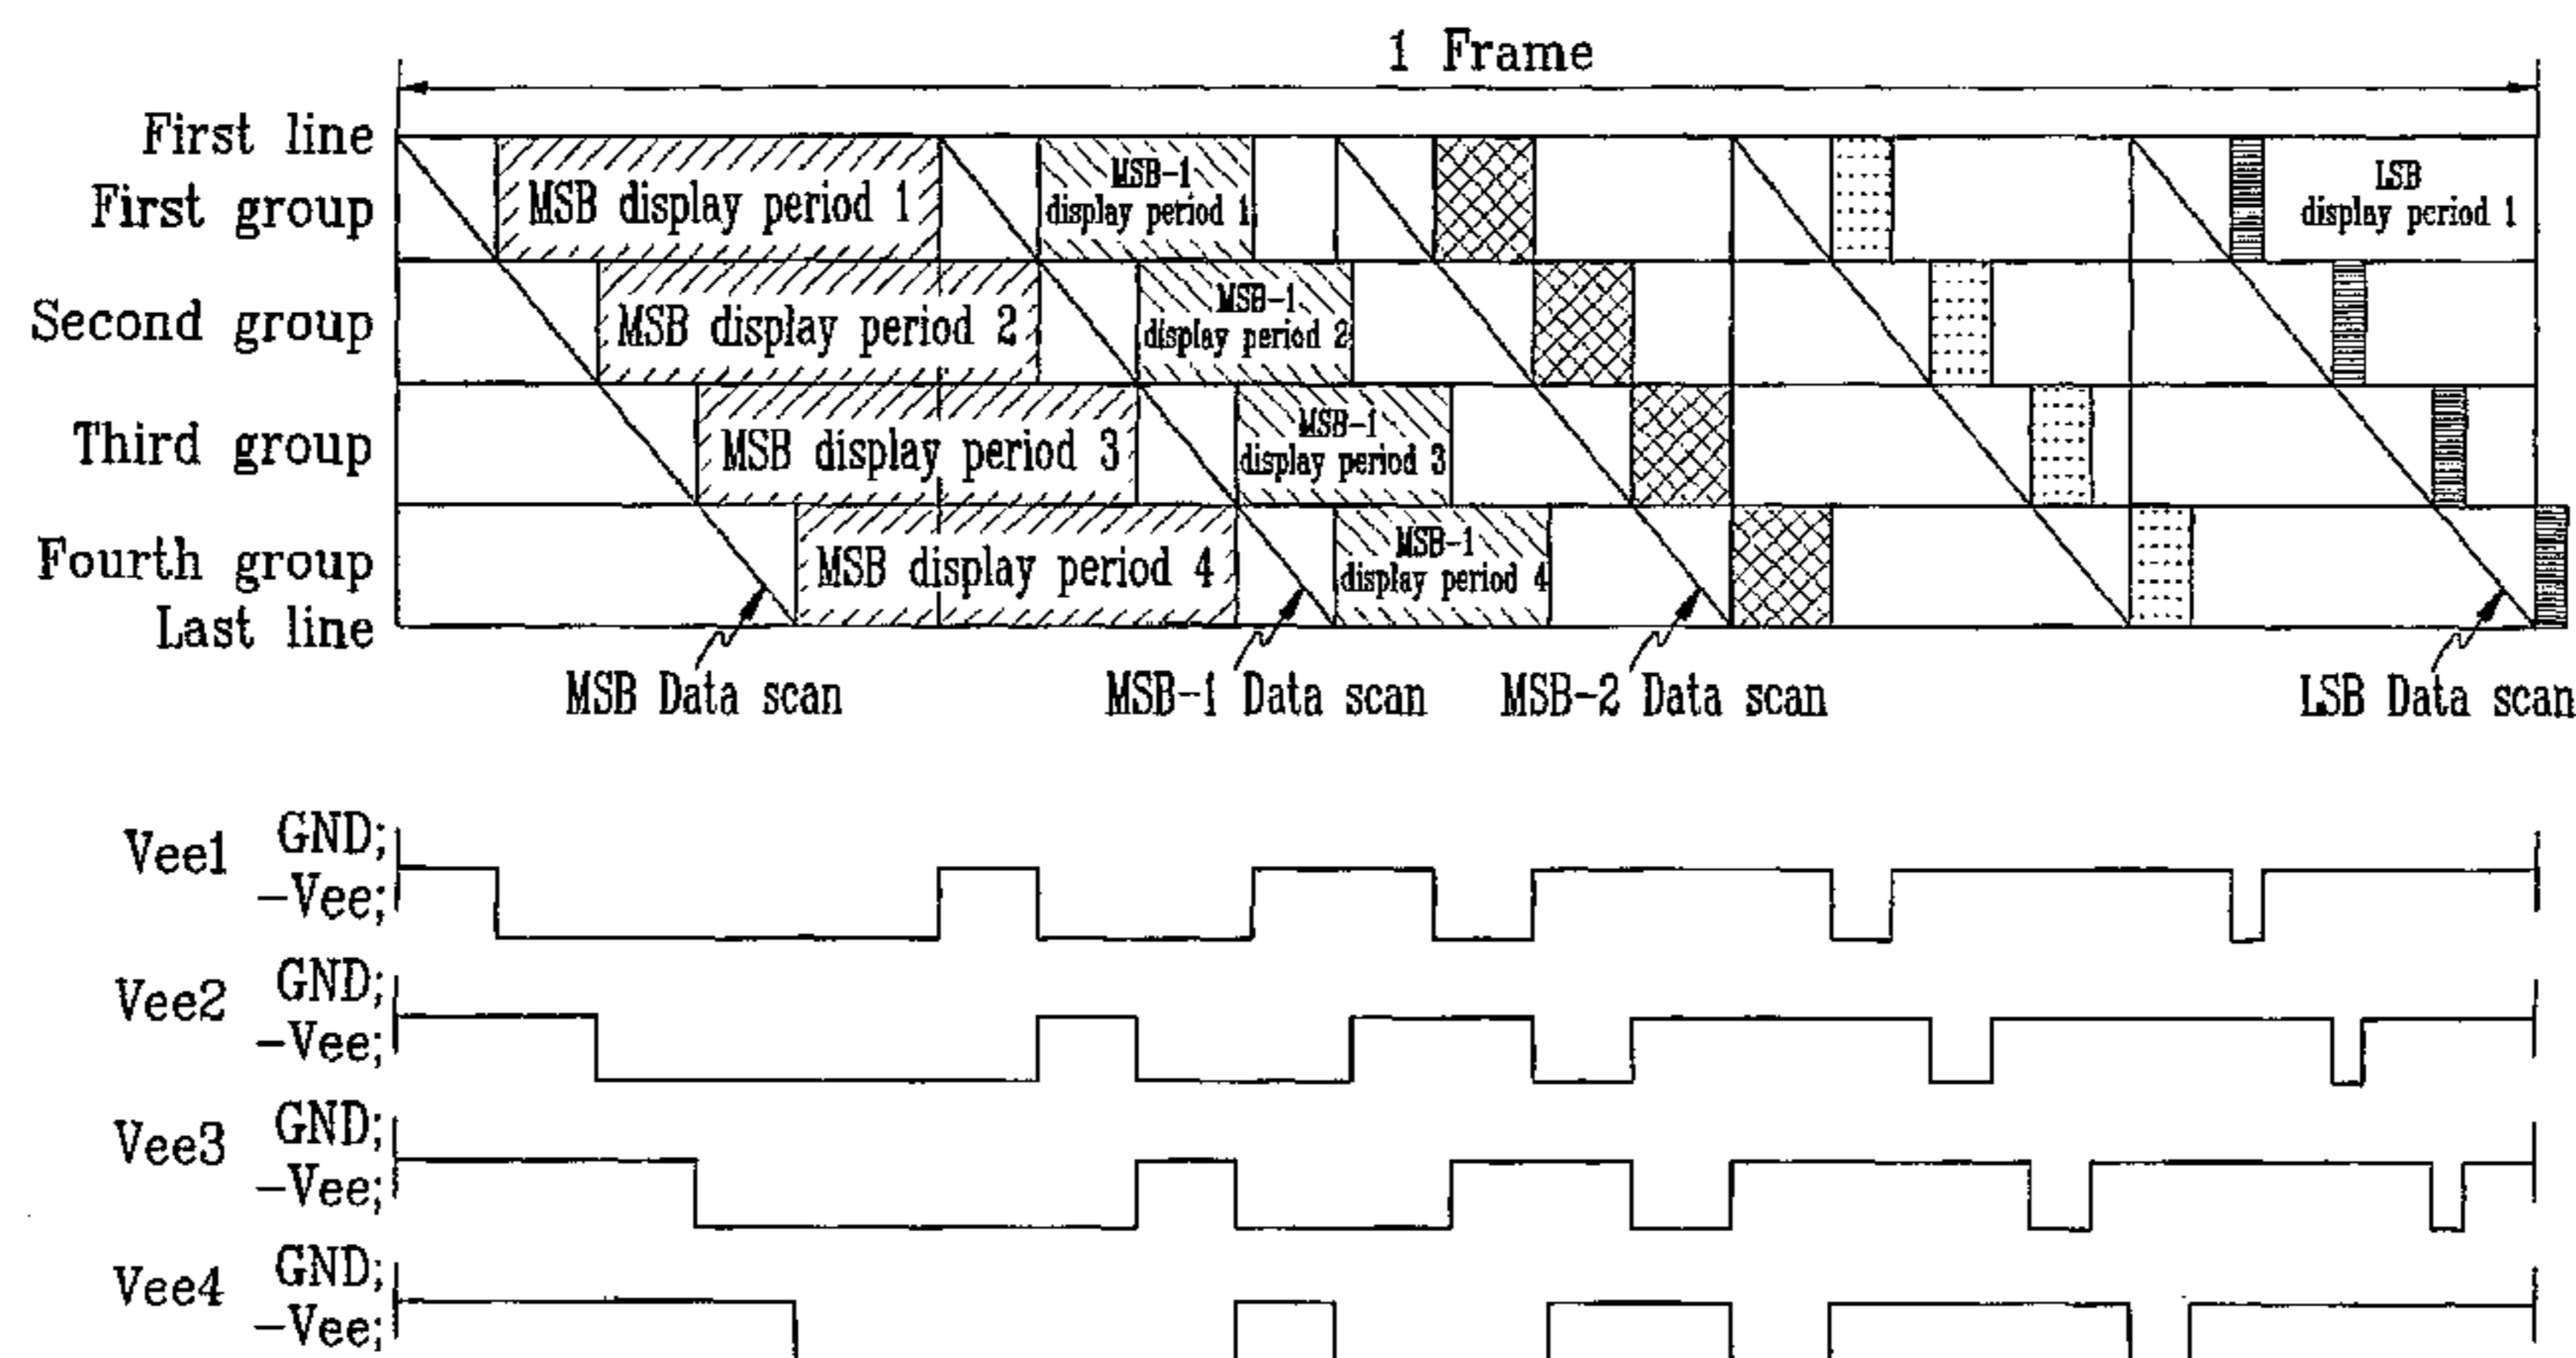 1 Frame
First line
First group
Second group
Third group
Fourth group
Last line
MSB display period 1
MSB-1
display period 1
LSB
display period 1
MSB display period 2
MSB-1
display period 2
MSB display period 3
MSB-1
display period 3
MSB display period 4
MSB-1
display period 4
MSB Data scan
MSB-1 Data scan
MSB-2 Data scan
LSB Data scan
Vee1 GND;
-Vee;
Vee2 GND;
-Vee;
Vee3 GND;
-Vee;
Vee4 GND;
-Vee;